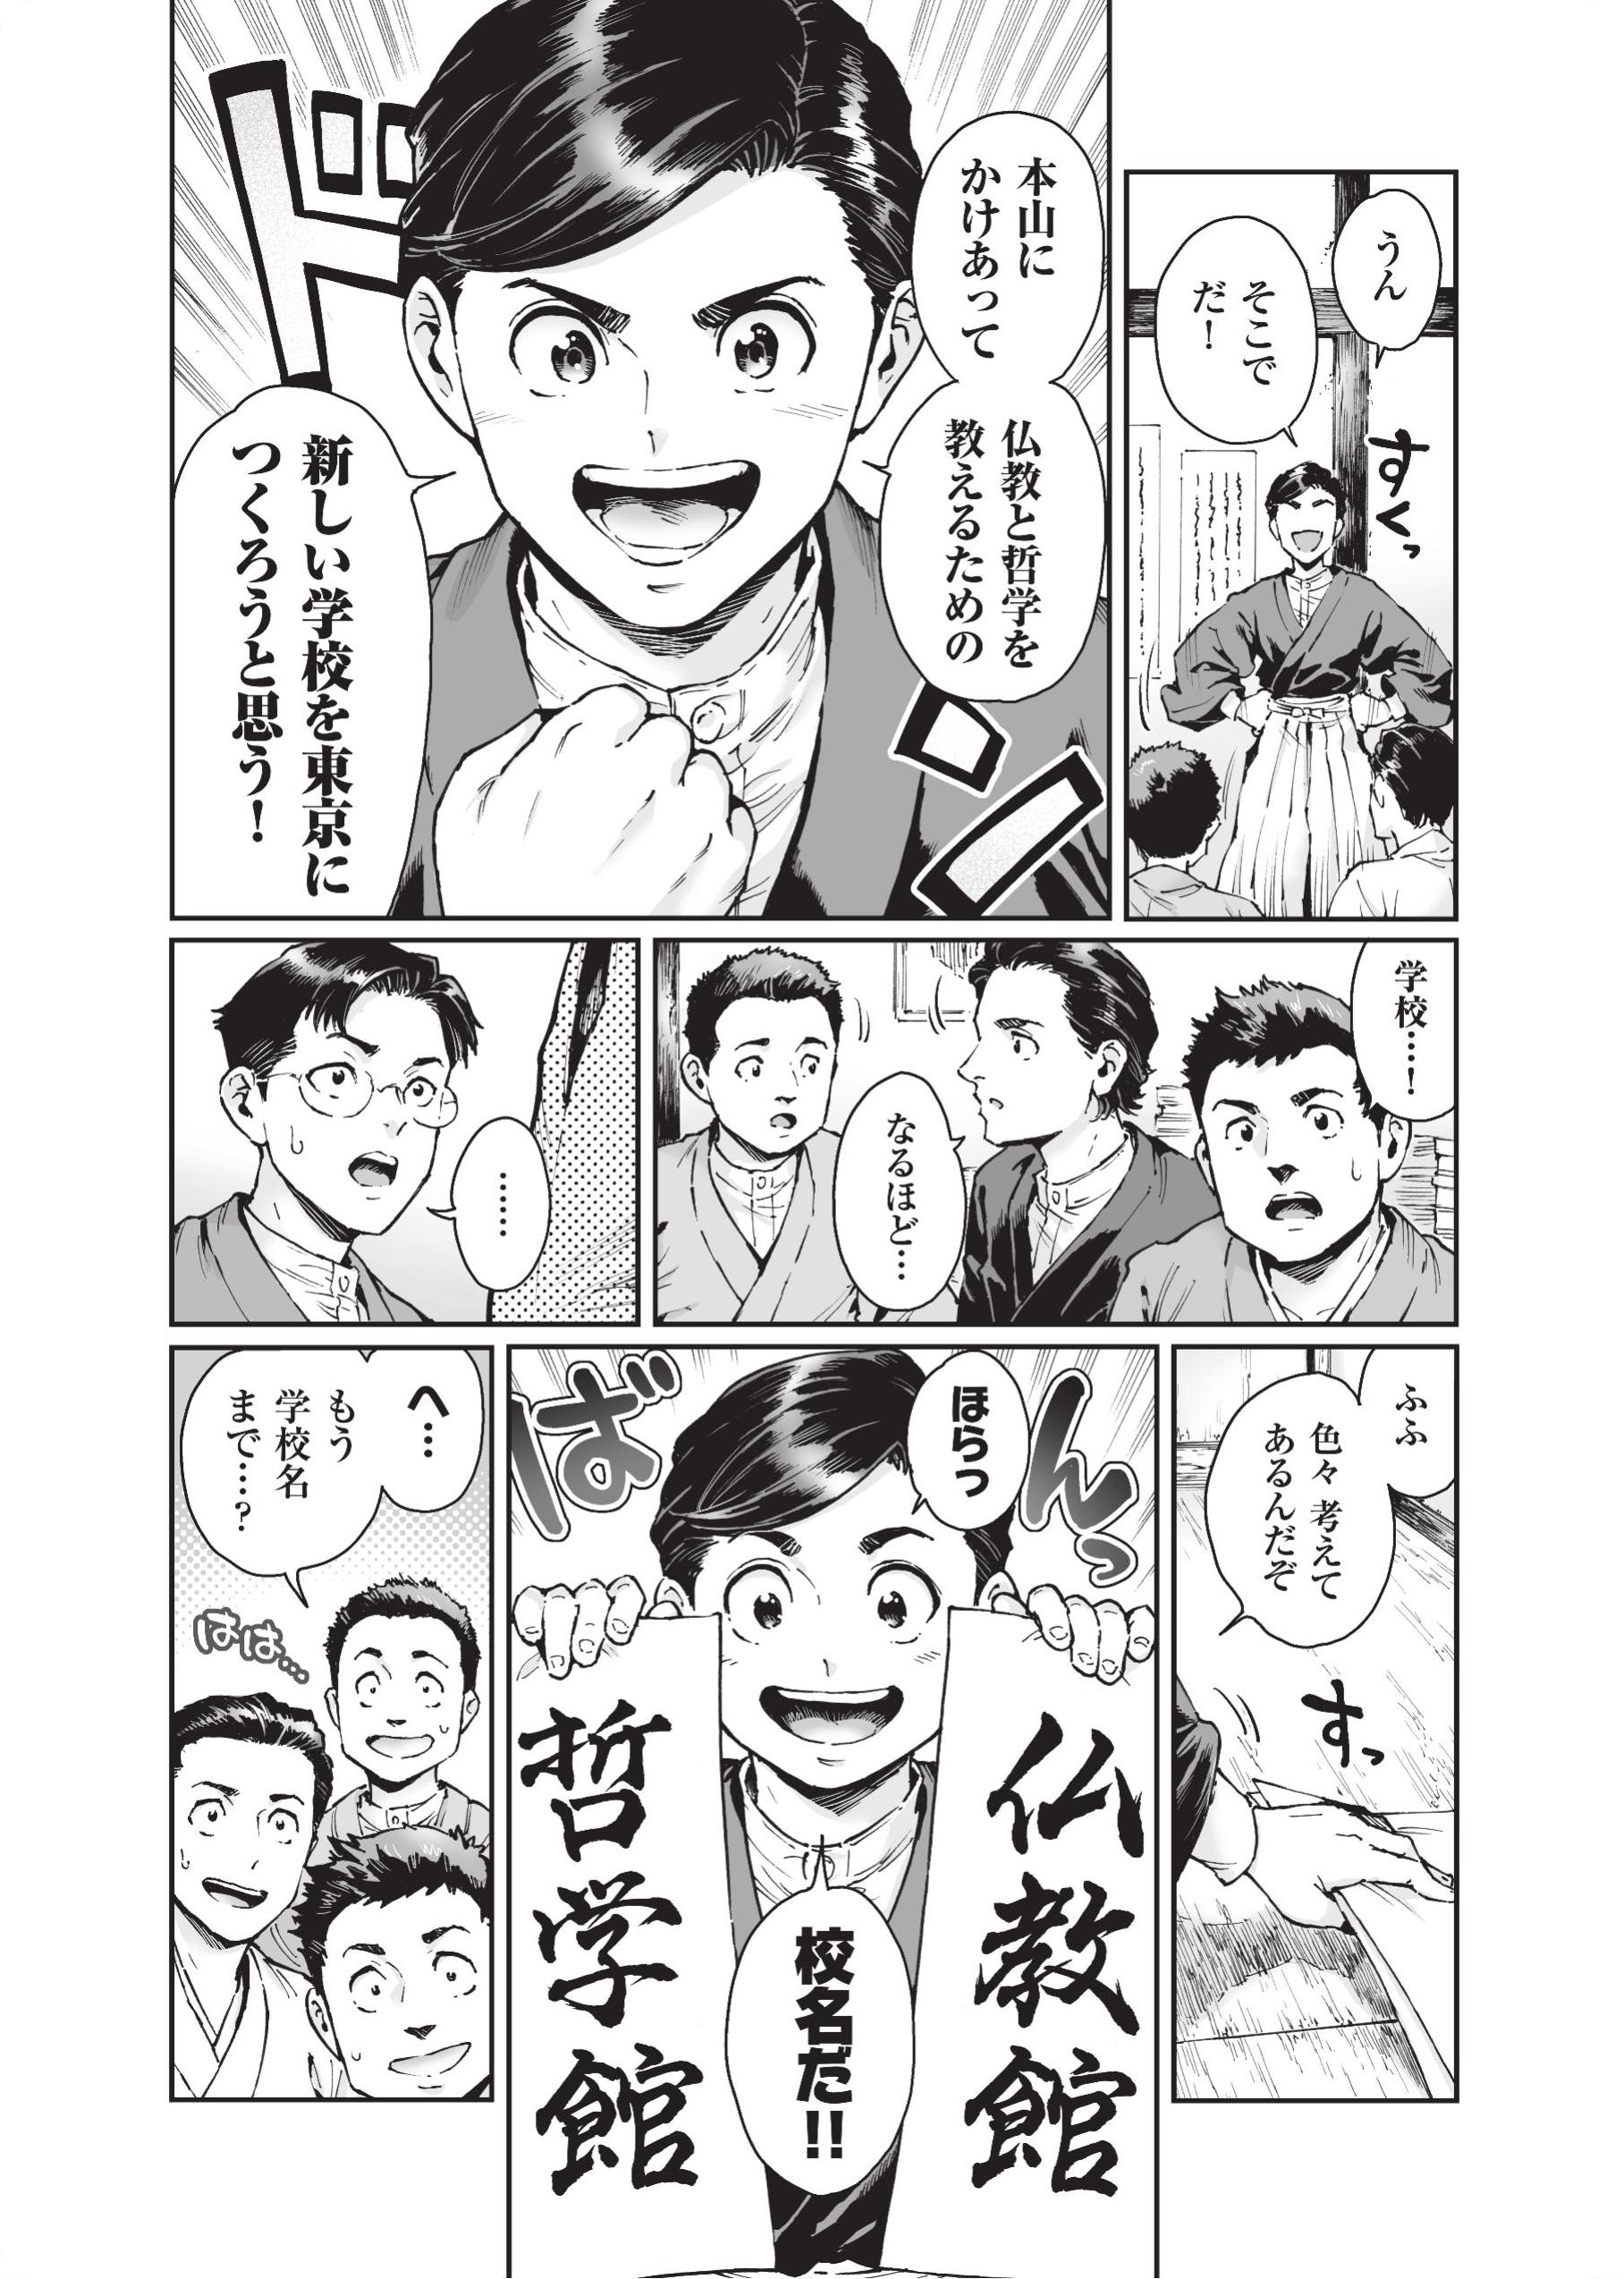 うん
そこで
だ！
すくっ
本山に
かけあって
仏教と哲学を
教えるための
新しい学校を東京に
つくろうと思う！
ドン
学校…！
なるほど…
……
ふふ
色々 考えて
あるんだぞ
すっ
ほらっ
ばんっ
仏教館
哲学館
校名だ!!
へ…
もう
学校名
まで…？
はは…